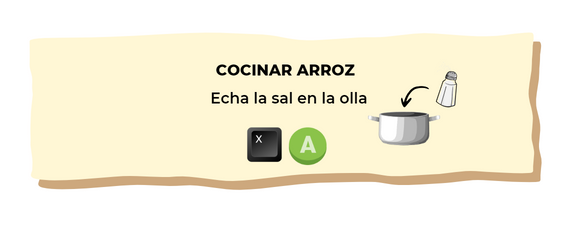 COCINAR ARROZ
Echa la sal en la olla
X A